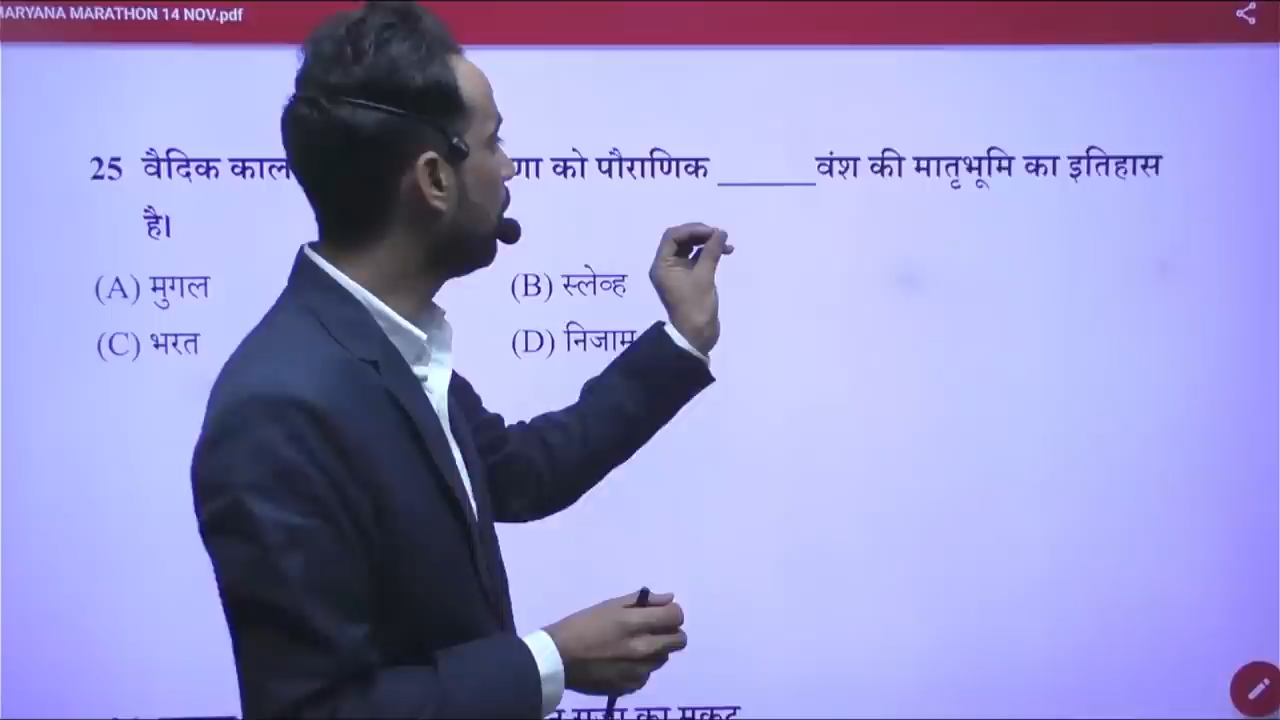 ARYANA MARATHON 14 NOV.pdf
25 वैदिक काल को पौराणिक ______ वंश की मातृभूमि का इतिहास
है।
(A) मुगल (B) स्लेव्ह
(C) भरत (D) निजाम
का मुकुट